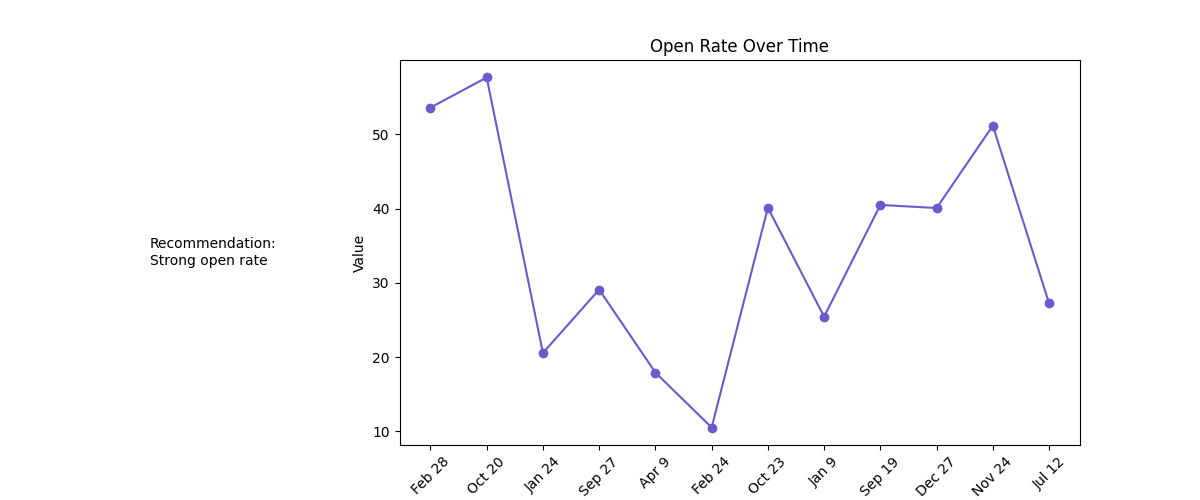 Open Rate Over Time
Recommendation:
Strong open rate
Value
50
40
30
20
10
Feb 28
Oct 20
Jan 24
Sep 27
Apr 9
Feb 24
Oct 23
Jan 9
Sep 19
Dec 27
Nov 24
Jul 12